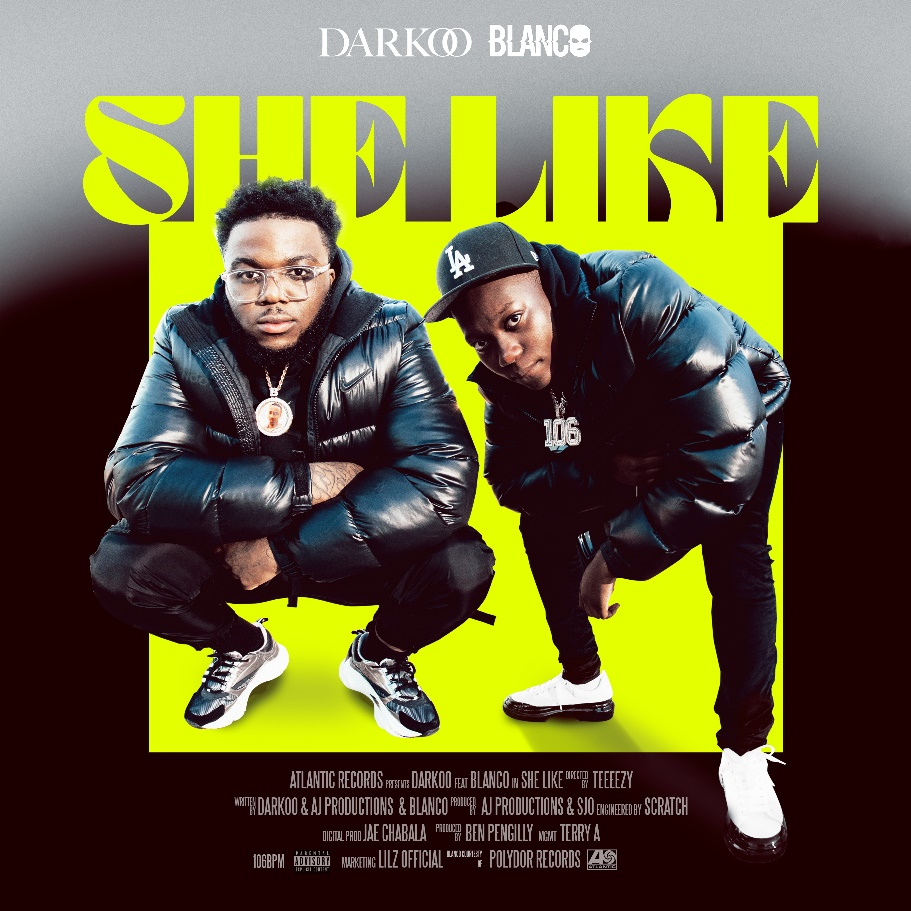 DARKOO BLANCO
SHE LIKE
LA
106
ATLANTIC RECORDS PRESENTS DARKOO FEAT BLANCO IN SHE LIKE DIRECTED BY TEEEEZY
WRITTEN BY DARKOO & AJ PRODUCTIONS & BLANCO PRODUCED BY AJ PRODUCTIONS & SJO ENGINEERED BY SCRATCH
DIGITAL PROD JAE CHABALA PRODUCED BY BEN PENGILLY MGMT TERRY A
106BPM PARENTAL ADVISORY EXPLICIT CONTENT MARKETING LILZ OFFICIAL BLANCO COURTESY OF POLYDOR RECORDS